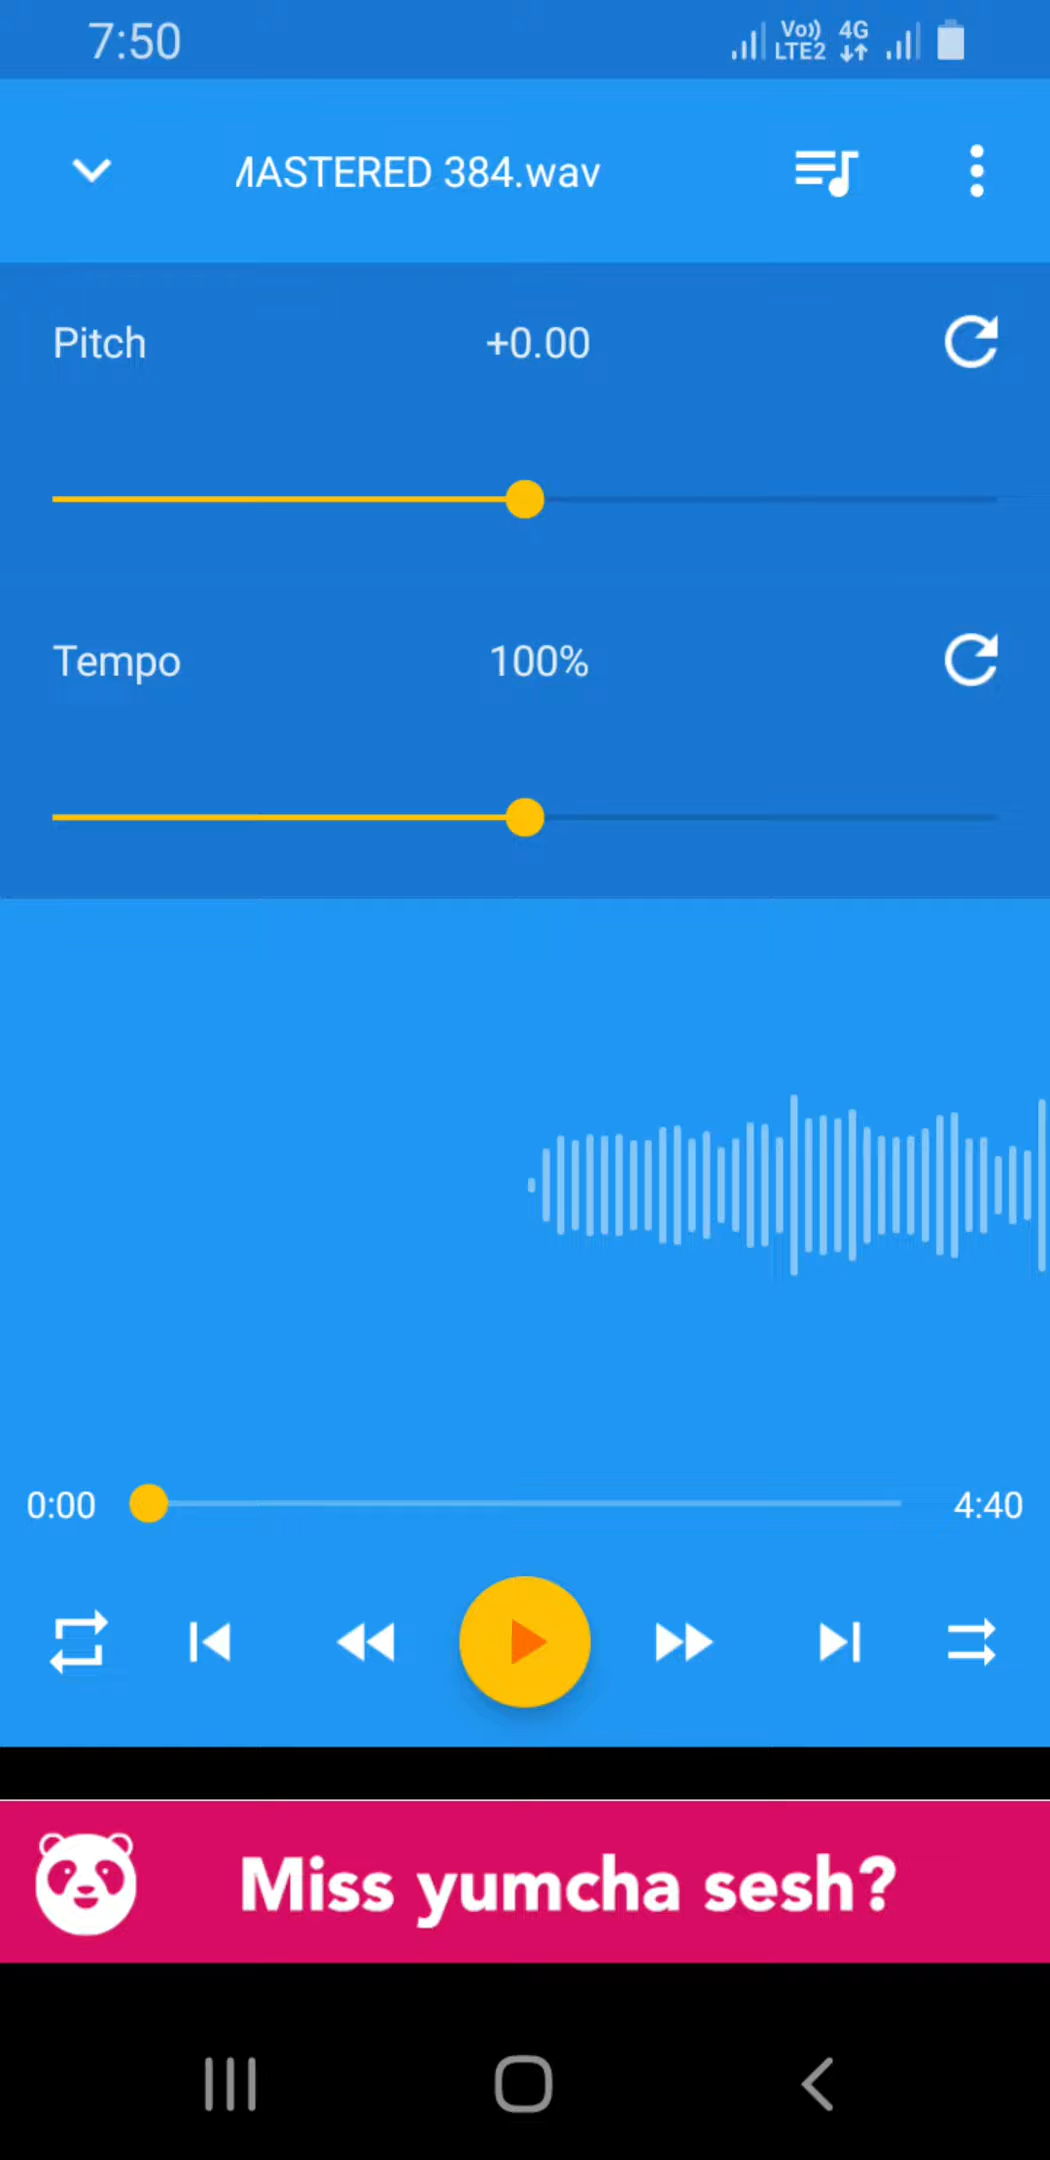 7:50
Vo)) 4G
LTE2
MASTERED 384.wav
Pitch +0.00
Tempo 100%
0:00 4:40
Miss yumcha sesh?